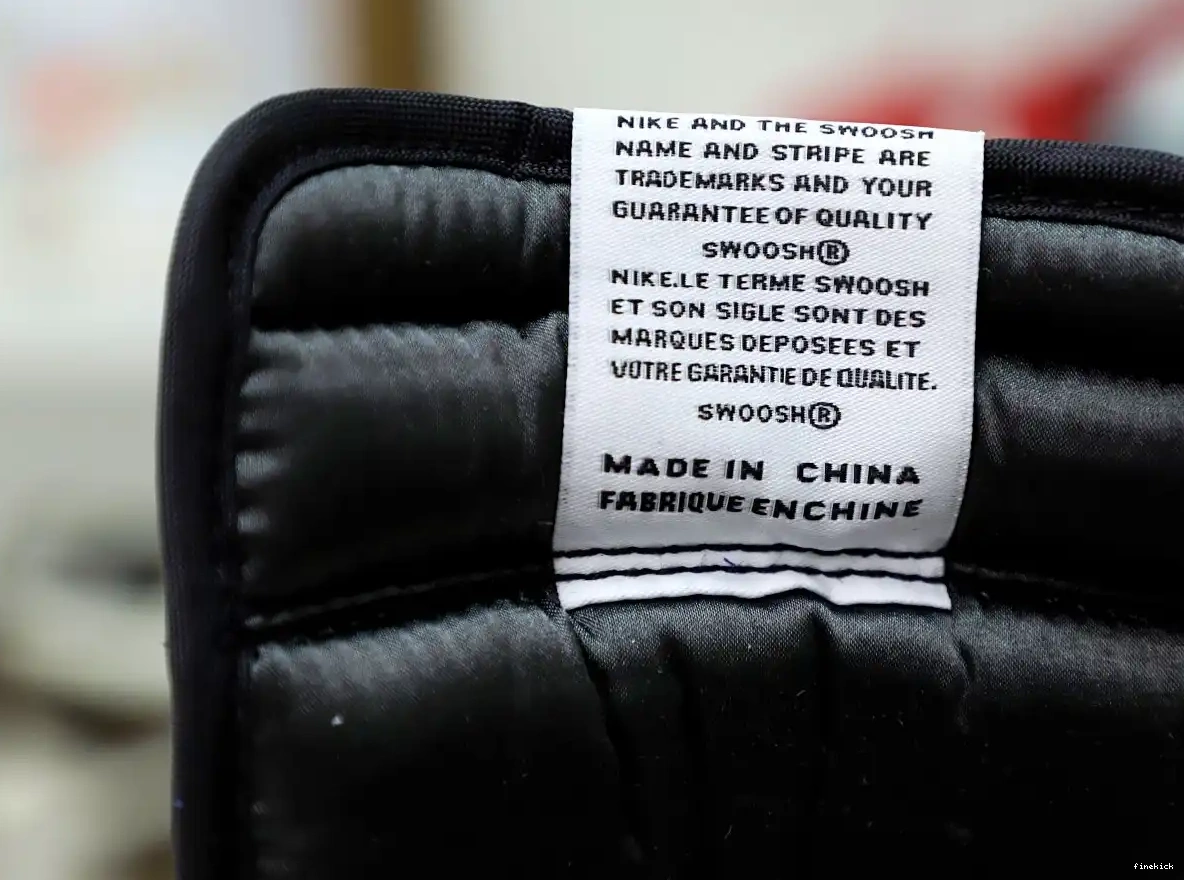 NIKE AND THE SWOOSH
NAME AND STRIPE ARE
TRADEMARKS AND YOUR
GUARANTEE OF QUALITY
SWOOSH®
NIKE.LE TERME SWOOSH
ET SON SIGLE SONT DES
MARQUES DEPOSEES ET
VOTRE GARANTIE DE QUALITE.
SWOOSH®
MADE IN CHINA
FABRIQUE EN CHINE
finekick